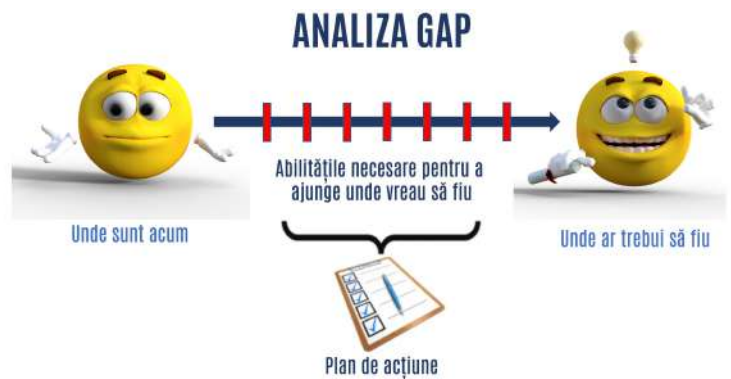 ANALIZA GAP
Abilitățile necesare pentru a
ajunge unde vreau să fiu
Unde sunt acum
Unde ar trebui să fiu
Plan de acțiune